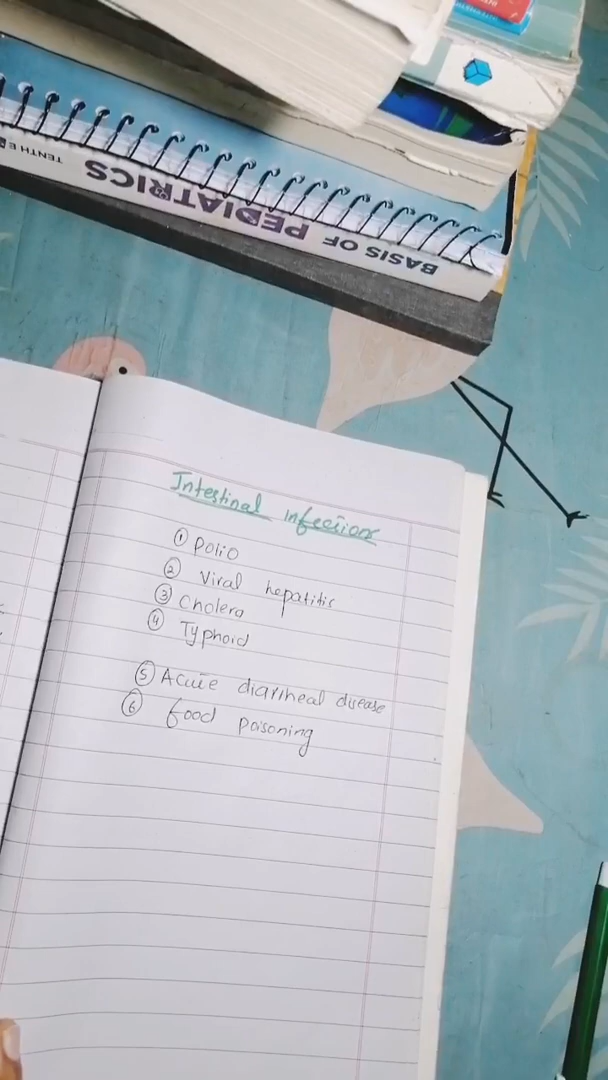 BASIS OF PEDIATRICS
TENTH E
Intestinal infection
① Polio
② Viral hepatitis
③ Cholera
④ Typhoid
⑤ Acute diarrheal disease
⑥ food poisoning